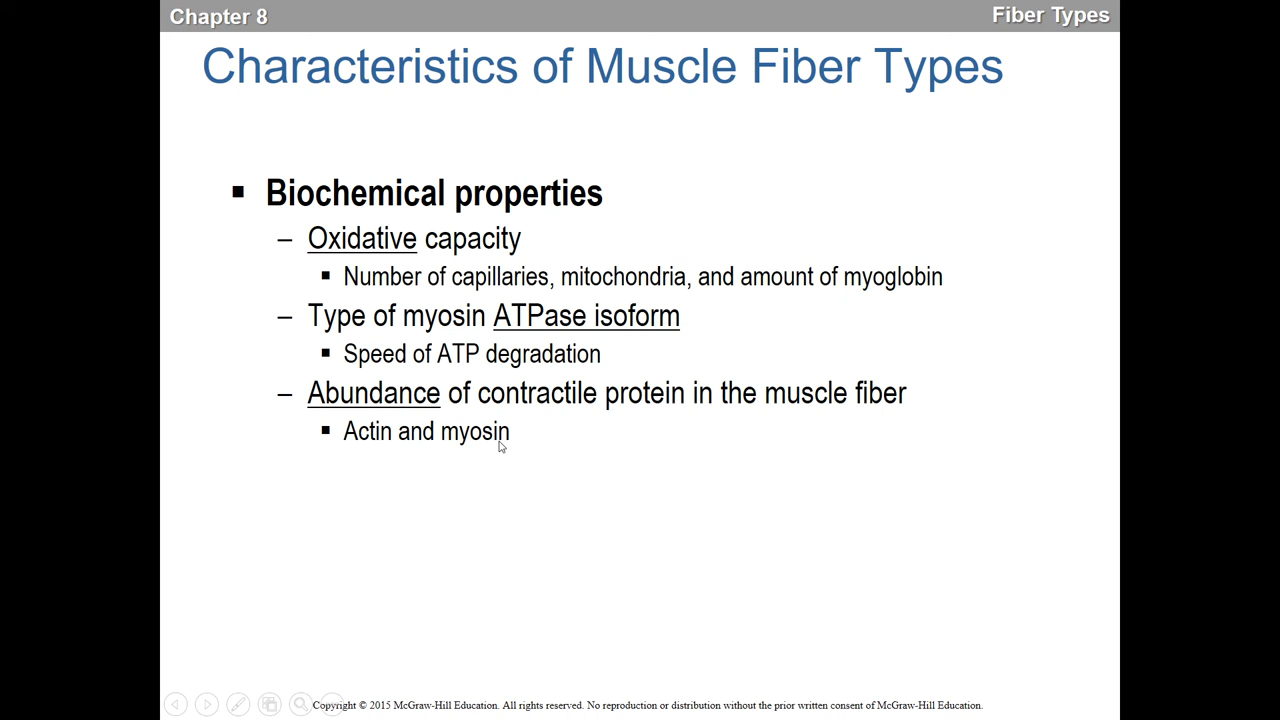 Chapter 8
Fiber Types
Characteristics of Muscle Fiber Types
▪ Biochemical properties
– Oxidative capacity
▪ Number of capillaries, mitochondria, and amount of myoglobin
– Type of myosin ATPase isoform
▪ Speed of ATP degradation
– Abundance of contractile protein in the muscle fiber
▪ Actin and myosin
Copyright © 2015 McGraw-Hill Education. All rights reserved. No reproduction or distribution without the prior written consent of McGraw-Hill Education.